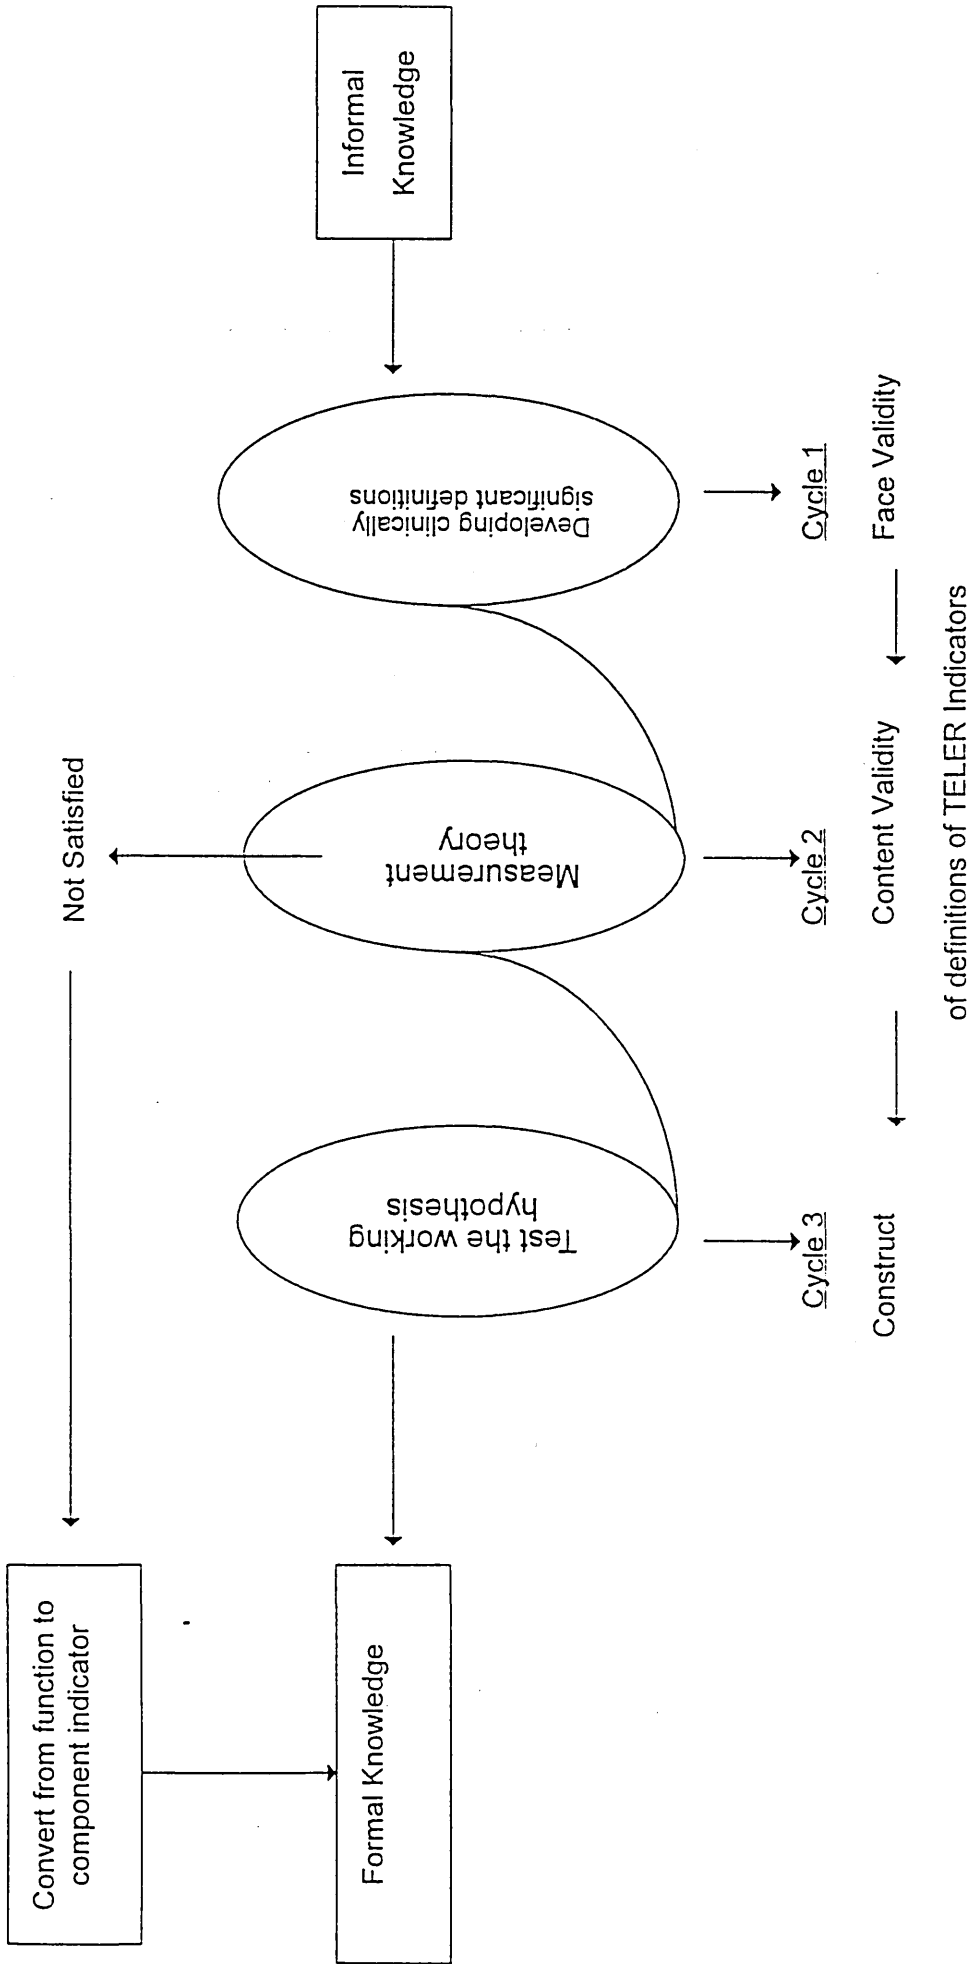 Convert from function to
component indicator
Not Satisfied
Formal Knowledge
Test the working
hypothesis
Measurement
theory
Developing clinically
significant definitions
Informal
Knowledge
Cycle 3
Cycle 2
Cycle 1
Construct
Content Validity
Face Validity
of definitions of TELER Indicators